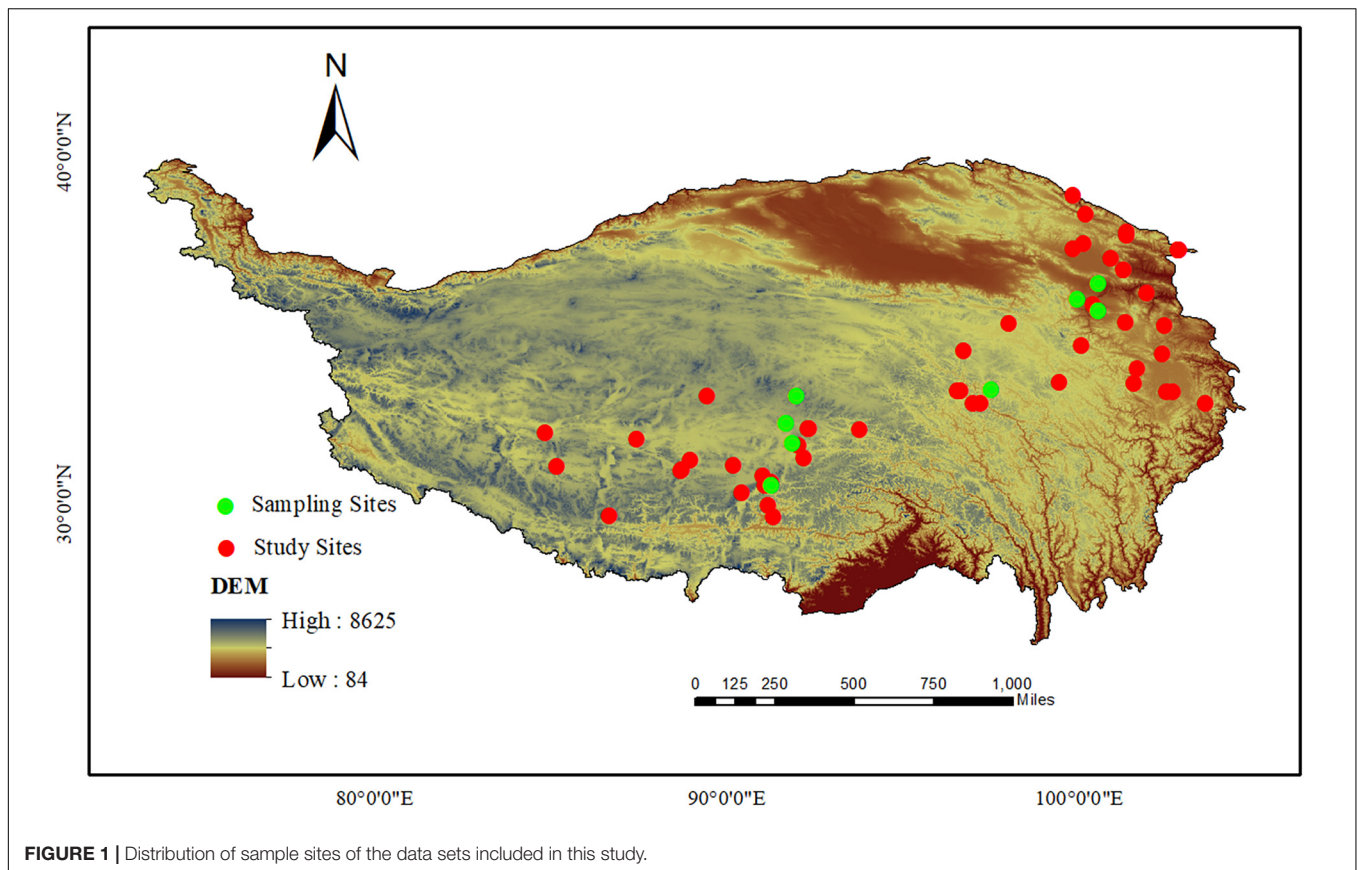 N
40°0'0"N
30°0'0"N
Sampling Sites
Study Sites
DEM
High : 8625
Low : 84
0 125 250 500 750 1,000
Miles
80°0'0"E 90°0'0"E 100°0'0"E
FIGURE 1 | Distribution of sample sites of the data sets included in this study.